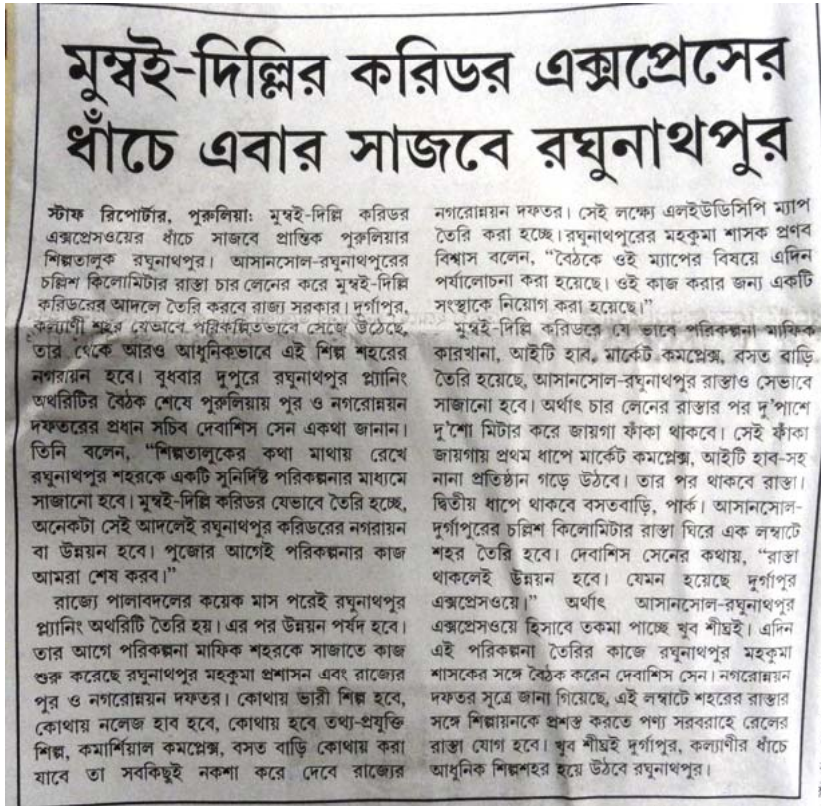 মুম্বই-দিল্লির করিডর এক্সপ্রেসের
ধাঁচে এবার সাজবে রঘুনাথপুর
স্টাফ রিপোর্টার, পুরুলিয়া: মুম্বই-দিল্লি করিডর
এক্সপ্রেসওয়ের ধাঁচে সাজবে প্রান্তিক পুরুলিয়ার
শিল্পতালুক রঘুনাথপুর। আসানসোল-রঘুনাথপুরের
চল্লিশ কিলোমিটার রাস্তা চার লেনের করে মুম্বই-দিল্লি
করিডরের আদলে তৈরি করবে রাজ্য সরকার। দুর্গাপুর,
কল্যাণী শহর যেভাবে পরিকল্পিতভাবে সেজে উঠেছে,
তার থেকে আরও আধুনিকভাবে এই শিল্প শহরের
নগরায়ন হবে। বুধবার দুপুরে রঘুনাথপুর প্ল্যানিং
অথরিটির বৈঠক শেষে পুরুলিয়ায় পুর ও নগরোন্নয়ন
দফতরের প্রধান সচিব দেবাশিস সেন একথা জানান।
তিনি বলেন, “শিল্পতালুকের কথা মাথায় রেখে
রঘুনাথপুর শহরকে একটি সুনির্দিষ্ট পরিকল্পনার মাধ্যমে
সাজানো হবে। মুম্বই-দিল্লি করিডর যেভাবে তৈরি হচ্ছে,
অনেকটা সেই আদলেই রঘুনাথপুর করিডরের নগরায়ন
বা উন্নয়ন হবে। পুজোর আগেই পরিকল্পনার কাজ
আমরা শেষ করব।”
রাজ্যে পালাবদলের কয়েক মাস পরেই রঘুনাথপুর
প্ল্যানিং অথরিটি তৈরি হয়। এর পর উন্নয়ন পর্ষদ হবে।
তার আগে পরিকল্পনা মাফিক শহরকে সাজাতে কাজ
শুরু করেছে রঘুনাথপুর মহকুমা প্রশাসন এবং রাজ্যের
পুর ও নগরোন্নয়ন দফতর। কোথায় ভারী শিল্প হবে,
কোথায় নলেজ হাব হবে, কোথায় হবে তথ্য-প্রযুক্তি
শিল্প, কমার্শিয়াল কমপ্লেক্স, বসত বাড়ি কোথায় করা
যাবে তা সবকিছুই নকশা করে দেবে রাজ্যের
নগরোন্নয়ন দফতর। সেই লক্ষ্যে এলইউডিসিপি ম্যাপ
তৈরি করা হচ্ছে। রঘুনাথপুরের মহকুমা শাসক প্রণব
বিশ্বাস বলেন, “বৈঠকে ওই ম্যাপের বিষয়ে এদিন
পর্যালোচনা করা হয়েছে। ওই কাজ করার জন্য একটি
সংস্থাকে নিয়োগ করা হয়েছে।”
মুম্বই-দিল্লি করিডরে যে ভাবে পরিকল্পনা মাফিক
কারখানা, আইটি হাব, মার্কেট কমপ্লেক্স, বসত বাড়ি
তৈরি হয়েছে, আসানসোল-রঘুনাথপুর রাস্তাও সেভাবে
সাজানো হবে। অর্থাৎ চার লেনের রাস্তার পর দু'পাশে
দু'শো মিটার করে জায়গা ফাঁকা থাকবে। সেই ফাঁকা
জায়গায় প্রথম ধাপে মার্কেট কমপ্লেক্স, আইটি হাব-সহ
নানা প্রতিষ্ঠান গড়ে উঠবে। তার পর থাকবে রাস্তা।
দ্বিতীয় ধাপে থাকবে বসতবাড়ি, পার্ক। আসানসোল-
দুর্গাপুরের চল্লিশ কিলোমিটার রাস্তা ঘিরে এক লম্বাটে
শহর তৈরি হবে। দেবাশিস সেনের কথায়, “রাস্তা
থাকলেই উন্নয়ন হবে। যেমন হয়েছে দুর্গাপুর
এক্সপ্রেসওয়ে।” অর্থাৎ আসানসোল-রঘুনাথপুর
এক্সপ্রেসওয়ে হিসাবে তকমা পাচ্ছে খুব শীঘ্রই। এদিন
এই পরিকল্পনা তৈরির কাজে রঘুনাথপুর মহকুমা
শাসকের সঙ্গে বৈঠক করেন দেবাশিস সেন। নগরোন্নয়ন
দফতর সূত্রে জানা গিয়েছে, এই লম্বাটে শহরের রাস্তার
সঙ্গে শিল্পায়নকে প্রশস্ত করতে পণ্য সরবরাহে রেলের
রাস্তা যোগ হবে। খুব শীঘ্রই দুর্গাপুর, কল্যাণীর ধাঁচে
আধুনিক শিল্পশহর হয়ে উঠবে রঘুনাথপুর।